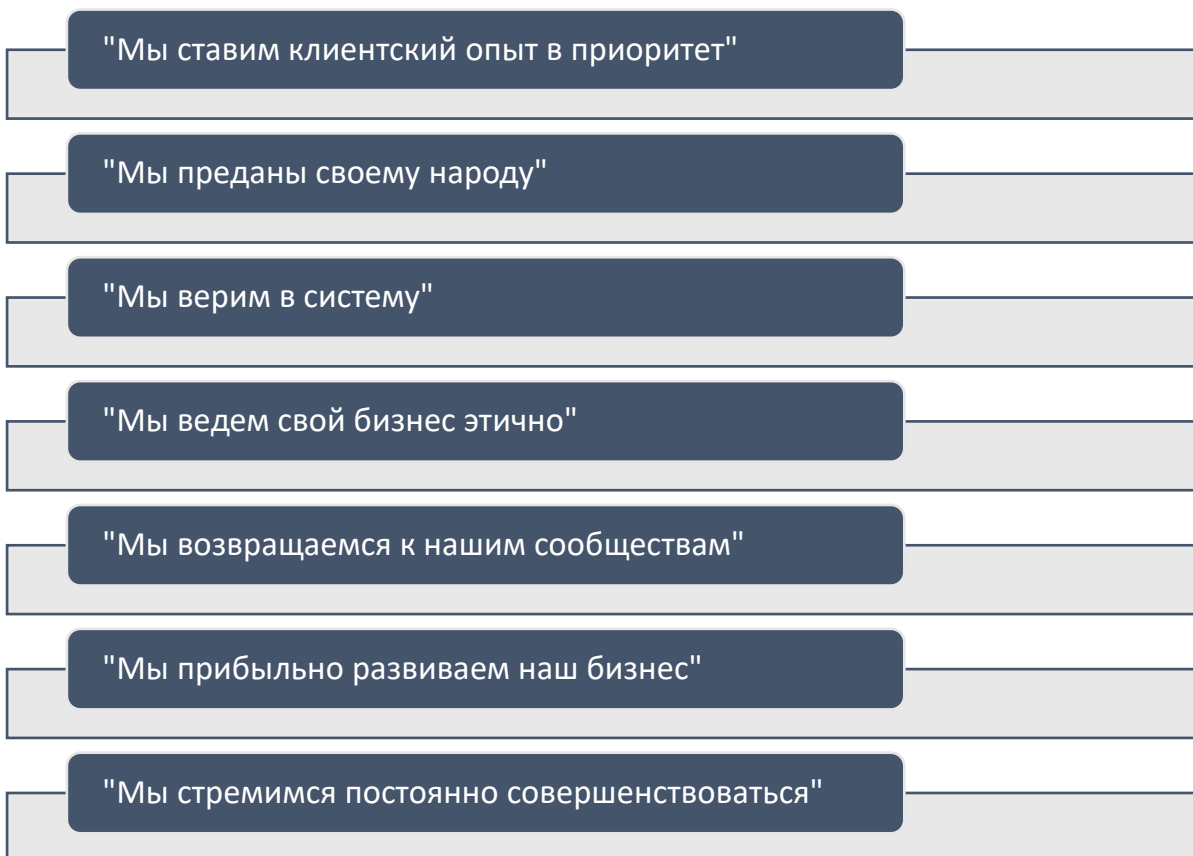 "Мы ставим клиентский опыт в приоритет"
"Мы преданы своему народу"
"Мы верим в систему"
"Мы ведем свой бизнес этично"
"Мы возвращаемся к нашим сообществам"
"Мы прибыльно развиваем наш бизнес"
"Мы стремимся постоянно совершенствоваться"